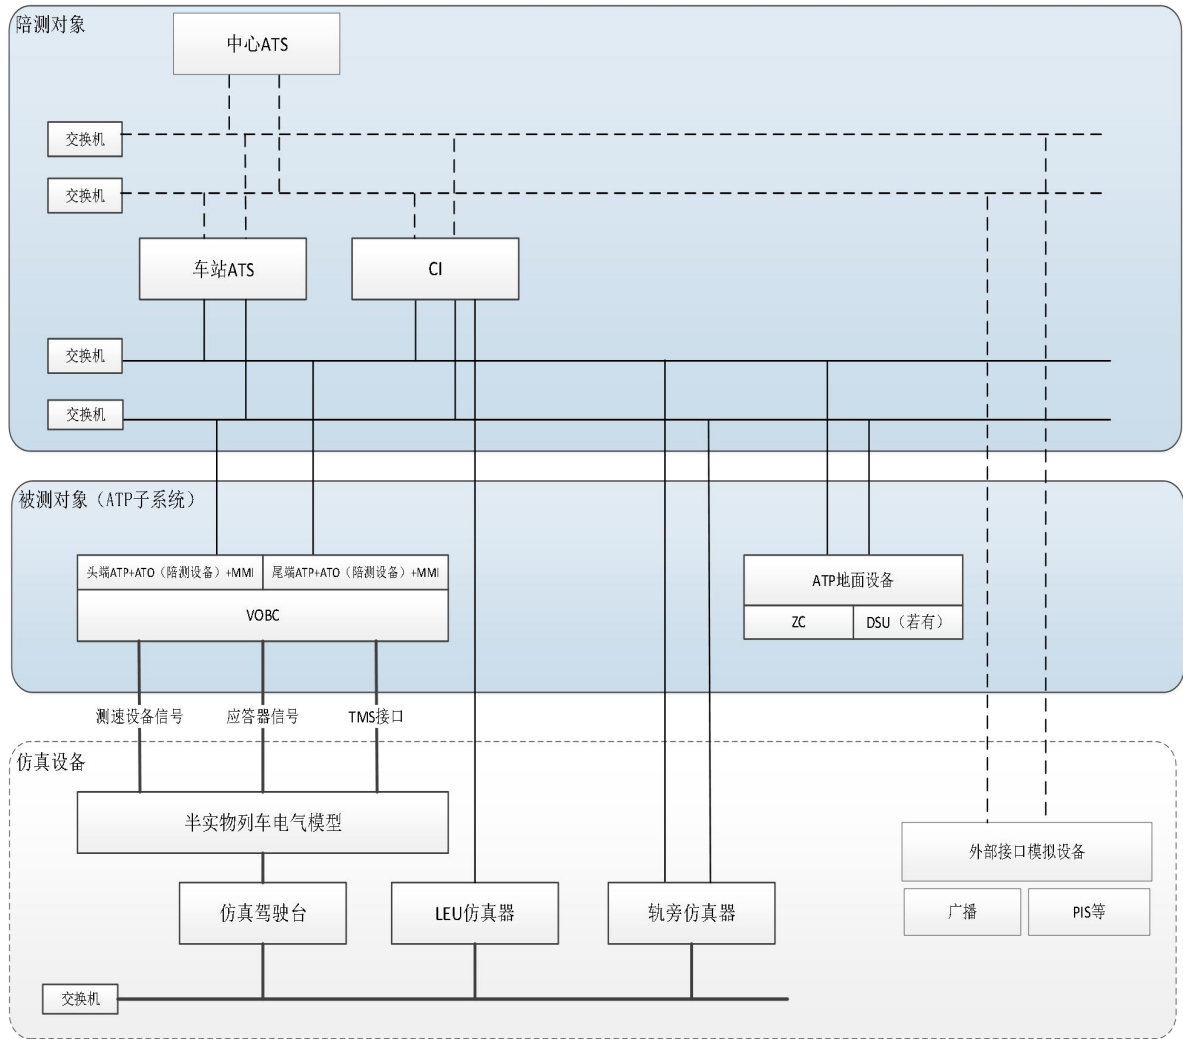 陪测对象
中心ATS
交换机
交换机
车站ATS
CI
交换机
交换机
被测对象（ATP子系统）
头端ATP+ATO（陪测设备）+MMI
尾端ATP+ATO（陪测设备）+MMI
VOBC
ATP地面设备
ZC
DSU（若有）
测速设备信号
应答器信号
TMS接口
仿真设备
半实物列车电气模型
外部接口模拟设备
仿真驾驶台
LEU仿真器
轨旁仿真器
广播
PIS等
交换机